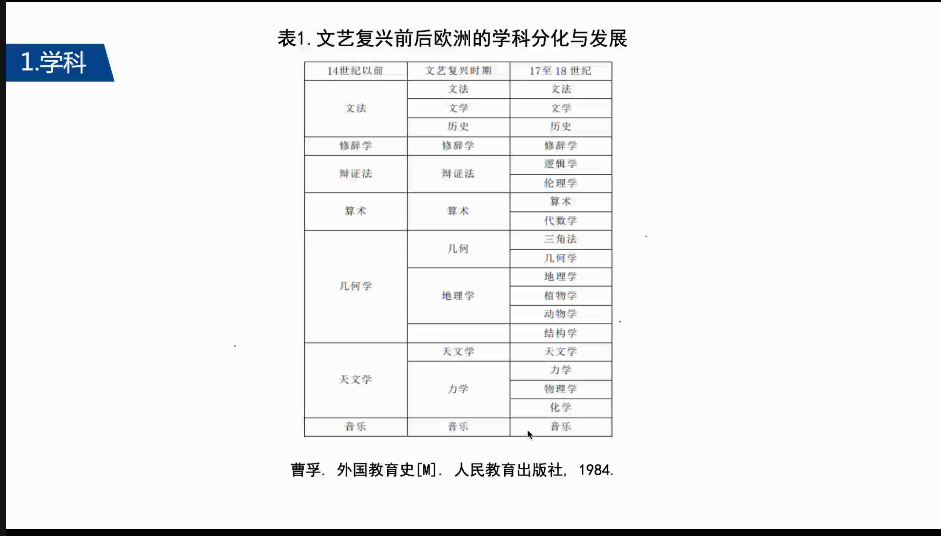 表1.文艺复兴前后欧洲的学科分化与发展
1.学科
14世纪以前 文艺复兴时期 17至18世纪
文法 文法 文法
文学 文学
历史 历史
修辞学 修辞学 修辞学
辩证法 辩证法 逻辑学
伦理学
算术 算术 算术
代数学
几何学 几何 三角法
几何学
地理学 地理学
植物学
动物学
结构学
天文学 天文学 天文学
力学 力学
物理学
化学
音乐 音乐 音乐
曹孚. 外国教育史[M]. 人民教育出版社, 1984.